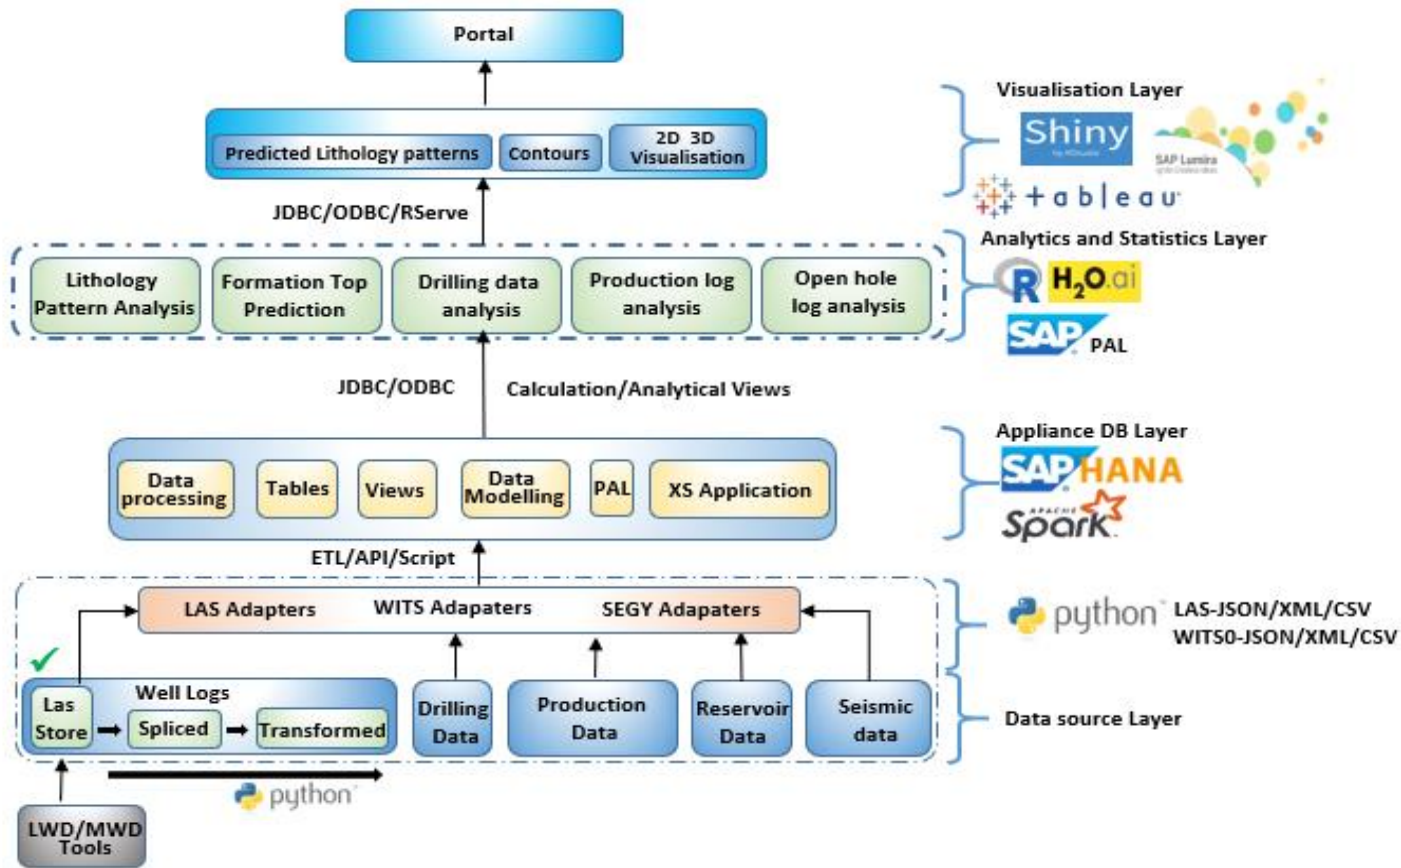 Portal
Visualisation Layer
Predicted Lithology patterns
Contours
2D 3D
Visualisation
Shiny
SAP Lumira
+ableau
JDBC/ODBC/RServe
Analytics and Statistics Layer
Lithology
Pattern Analysis
Formation Top
Prediction
Drilling data
analysis
Production log
analysis
Open hole
log analysis
R
H2O.ai
SAP PAL
JDBC/ODBC
Calculation/Analytical Views
Appliance DB Layer
Data
processing
Tables
Views
Data
Modelling
PAL
XS Application
SAP HANA
APACHE
Spark
ETL/API/Script
LAS Adapters
WITS Adapaters
SEGY Adapaters
python
LAS-JSON/XML/CSV
WITS0-JSON/XML/CSV
Well Logs
Las
Store
Spliced
Transformed
Drilling
Data
Production
Data
Reservoir
Data
Seismic
data
Data source Layer
python
LWD/MWD
Tools